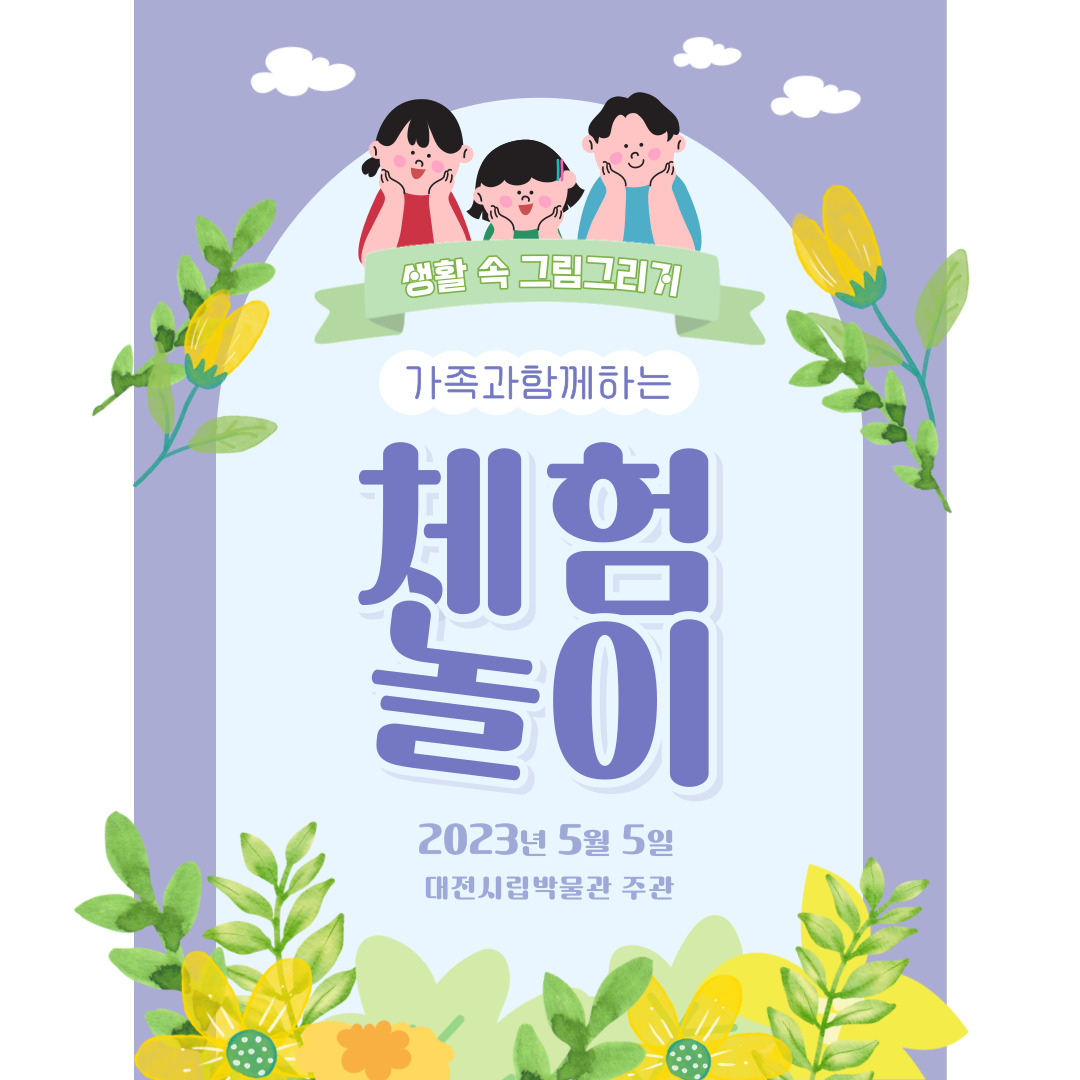 생활 속 그림그리기
가족과함께하는
체험
놀이
2023년 5월 5일
대전시립박물관 주관